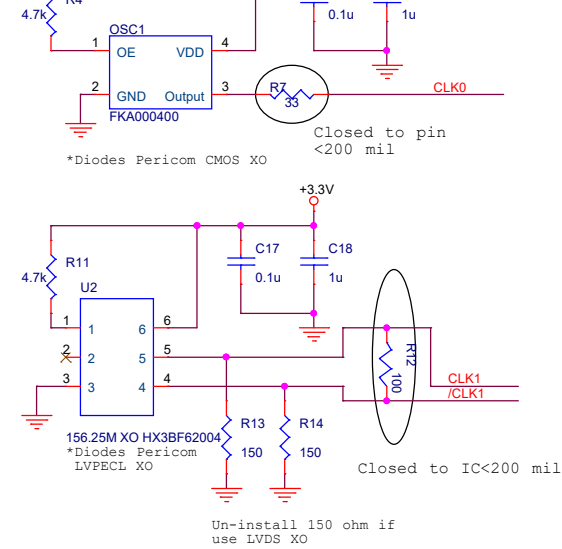 R4
4.7k
0.1u
1u
OSC1
1
OE
VDD
4
2
GND
Output
3
R7
33
CLK0
FKA000400
Closed to pin
<200 mil
*Diodes Pericom CMOS XO
+3.3V
R11
4.7k
C17
0.1u
C18
1u
U2
1
1
6
6
2
2
5
5
3
3
4
4
R12
100
CLK1
/CLK1
R13
150
R14
150
156.25M XO HX3BF62004
*Diodes Pericom
LVPECL XO
Closed to IC<200 mil
Un-install 150 ohm if
use LVDS XO